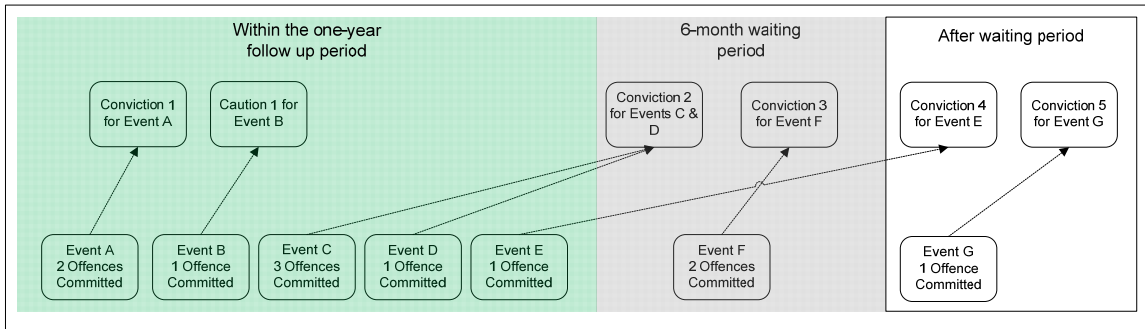 Within the one-year
follow up period
6-month waiting
period
After waiting period
Conviction 1
for Event A
Caution 1 for
Event B
Conviction 2
for Events C &
D
Conviction 3
for Event F
Conviction 4
for Event E
Conviction 5
for Event G
Event A
2 Offences
Committed
Event B
1 Offence
Committed
Event C
3 Offences
Committed
Event D
1 Offence
Committed
Event E
1 Offence
Committed
Event F
2 Offences
Committed
Event G
1 Offence
Committed